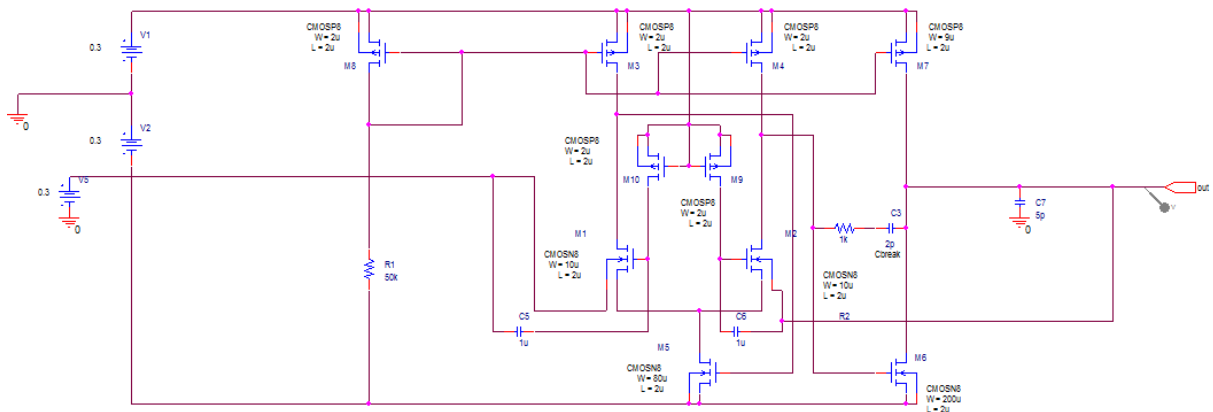 V1
0.3
0
V2
0.3
V5
0.3
0
CMOSP8
W = 2u
L = 2u
M8
R1
50k
CMOSP8
W = 2u
L = 2u
M3
CMOSP8
W = 2u
L = 2u
M4
CMOSP8
W = 9u
L = 2u
M7
CMOSP8
W = 2u
L = 2u
M10
M9
CMOSP8
W = 2u
L = 2u
M1
CMOSN8
W = 10u
L = 2u
M2
CMOSN8
W = 10u
L = 2u
R2
1k
C3
2p
Cbreak
C7
5p
0
out
V
C5
1u
C6
1u
M5
CMOSN8
W = 80u
L = 2u
M6
CMOSN8
W = 200u
L = 2u